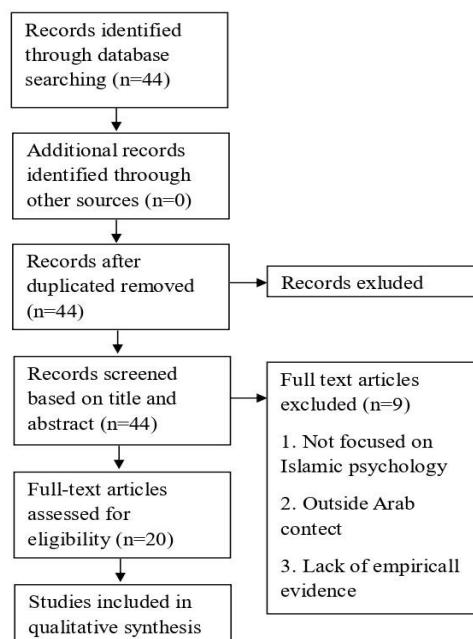 Records identified
through database
searching (n=44)
Additional records
identified through
other sources (n=0)
Records after
duplicated removed
(n=44)
Records exluded
Records screened
based on title and
abstract (n=44)
Full text articles
excluded (n=9)
1. Not focused on
Islamic psychology
2. Outside Arab
contect
3. Lack of empiricall
evidence
Full-text articles
assessed for
eligibility (n=20)
Studies included in
qualitative synthesis